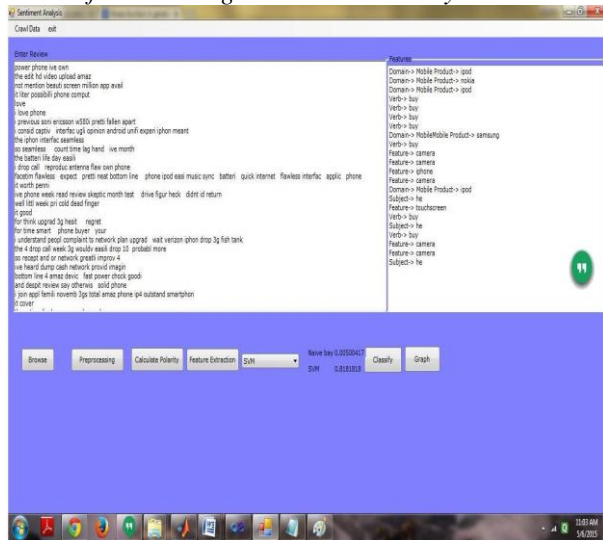 Sentiment Analysis
Crawl Data exit
Enter Review
power phone ive own
the edit hd video upload amaz
not mention beauti screen million app avail
it liter possibili phone comput
love
i love phone
i previous soni ericsson w580i pretti fallen apart
i consid captiv interfac ugli opinion android unifi experi iphon meant
the iphon interfac seamless
so seamless count time lag hand ive month
the batteri life day easili
i drop call reproduc antenna flaw own phone
facetim flawless expect pretti neat bottom line phone ipod easi music sync batteri quick internet flawless interfac applic phone
it worth penni
ive phone week read review skeptic month test drive figur heck didnt id return
well littl week pri cold dead finger
it good
for think upgrad 3g hesit regret
for time smart phone buyer your
i understand peopl complaint to network plan upgrad wait verizon iphon drop 3g fish tank
the 4 drop call week 3g wouldv easili drop 10 probabl more
so recept and or network greatli improv 4
ive heard dump cash network provid imagin
bottom line 4 amaz devic fast power chock goodi
and despit review say otherwis solid phone
i join appl famili novemb 3gs total amaz phone ip4 outstand smartphon
it cover
Features
Domain-> Mobile Product-> ipod
Domain-> Mobile Product-> nokia
Domain-> Mobile Product-> ipod
Verb-> buy
Verb-> buy
Verb-> buy
Verb-> buy
Domain-> MobileMobile Product-> samsung
Verb-> buy
Feature-> camera
Feature-> camera
Feature-> iphone
Feature-> camera
Domain-> Mobile Product-> ipod
Subject-> he
Feature-> touchscreen
Verb-> buy
Subject-> he
Verb-> buy
Feature-> camera
Feature-> camera
Subject-> he
Browse
Preprocessing
Calculate Polarity
Feature Extraction
SVM
Naive bay 0.00500417
SVM 0.8181818
Classify
Graph
11:03 AM
5/6/2015